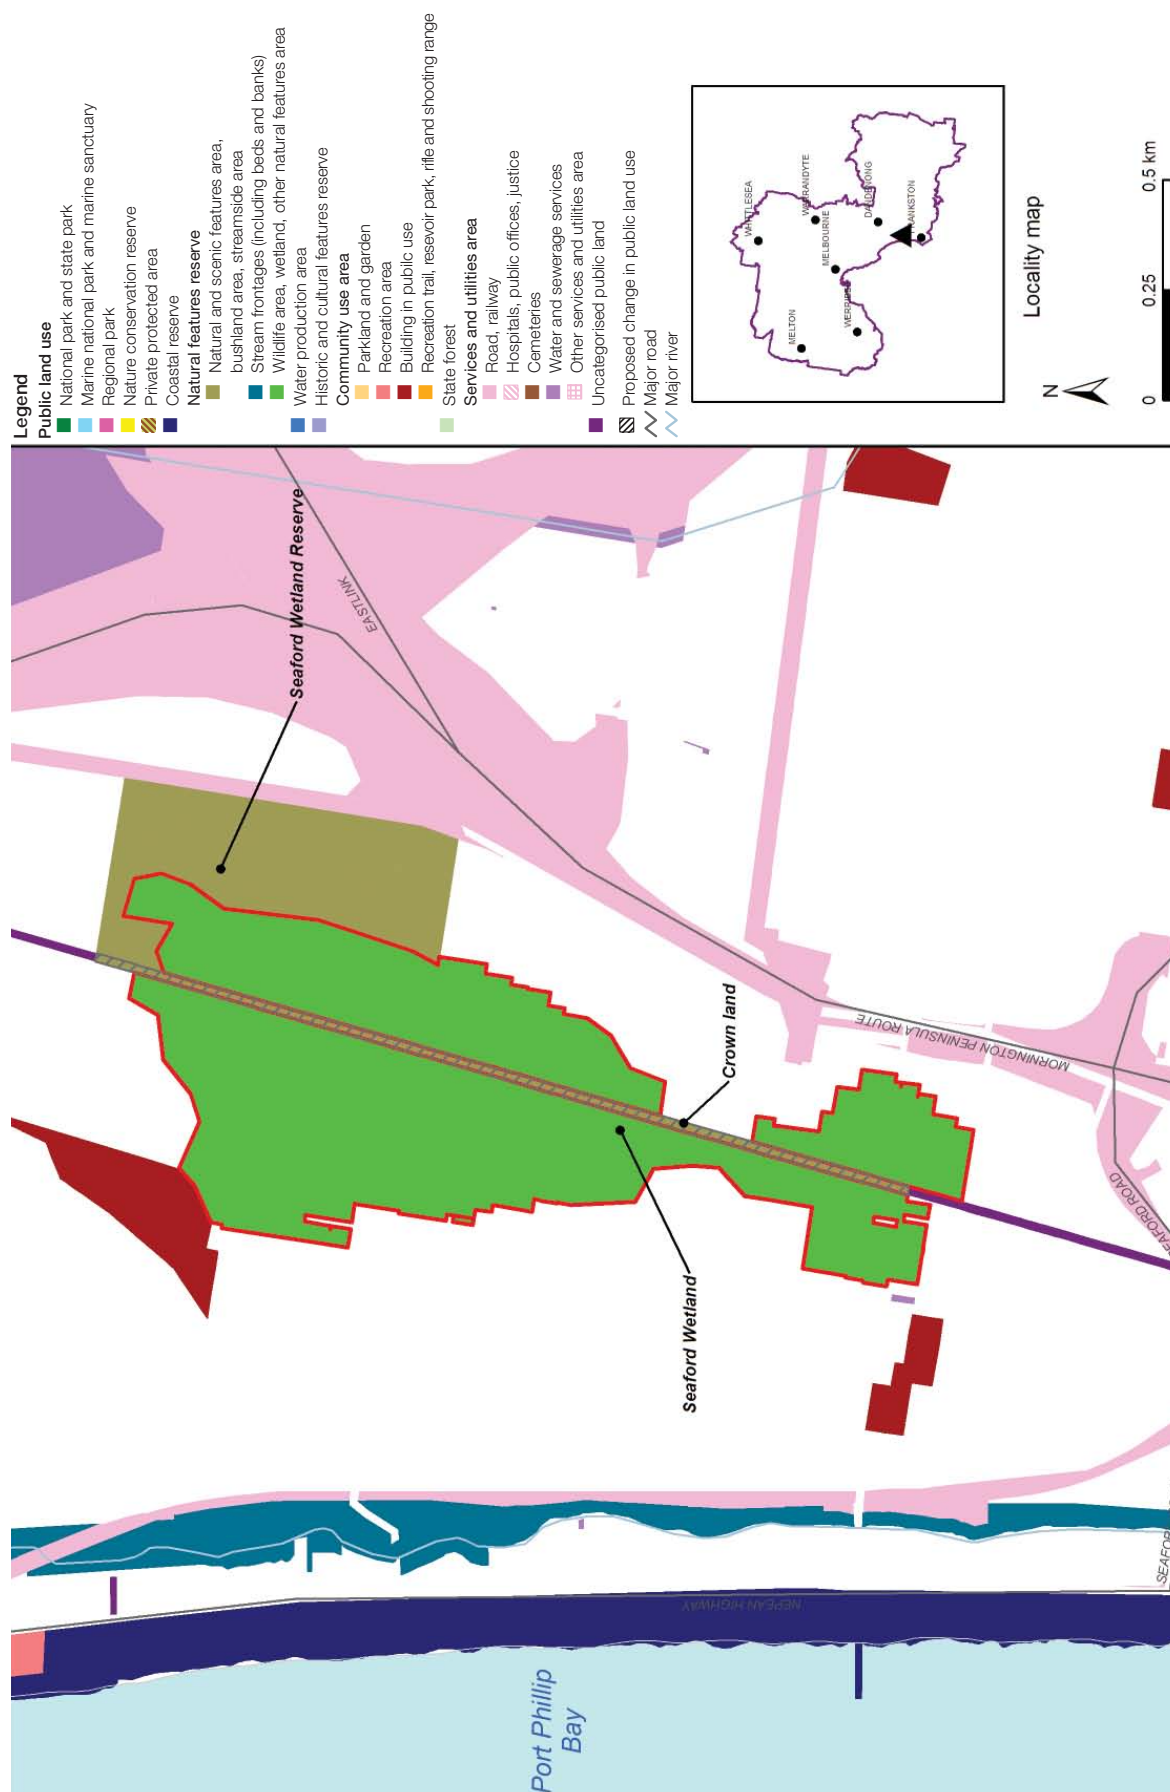 Legend
Public land use
National park and state park
Marine national park and marine sanctuary
Regional park
Nature conservation reserve
Private protected area
Coastal reserve
Natural features reserve
Natural and scenic features area,
bushland area, streamside area
Stream frontages (including beds and banks)
Wildlife area, wetland, other natural features area
Water production area
Historic and cultural features reserve
Community use area
Parkland and garden
Recreation area
Building in public use
Recreation trail, resevoir park, rifle and shooting range
State forest
Services and utilities area
Road, railway
Hospitals, public offices, justice
Cemeteries
Water and sewerage services
Other services and utilities area
Uncategorised public land
Proposed change in public land use
Major road
Major river
WHITTLESEA
MELTON
WARRANDYTE
MELBOURNE
WERRIBEE
DANDENONG
FRANKSTON
Locality map
N
0
0.25
0.5 km
Seaford Wetland Reserve
EASTLINK
Crown land
MORNINGTON PENINSULA ROUTE
Seaford Wetland
SEAFORD ROAD
NEPEAN HIGHWAY
SEAFOR
Port Phillip
Bay